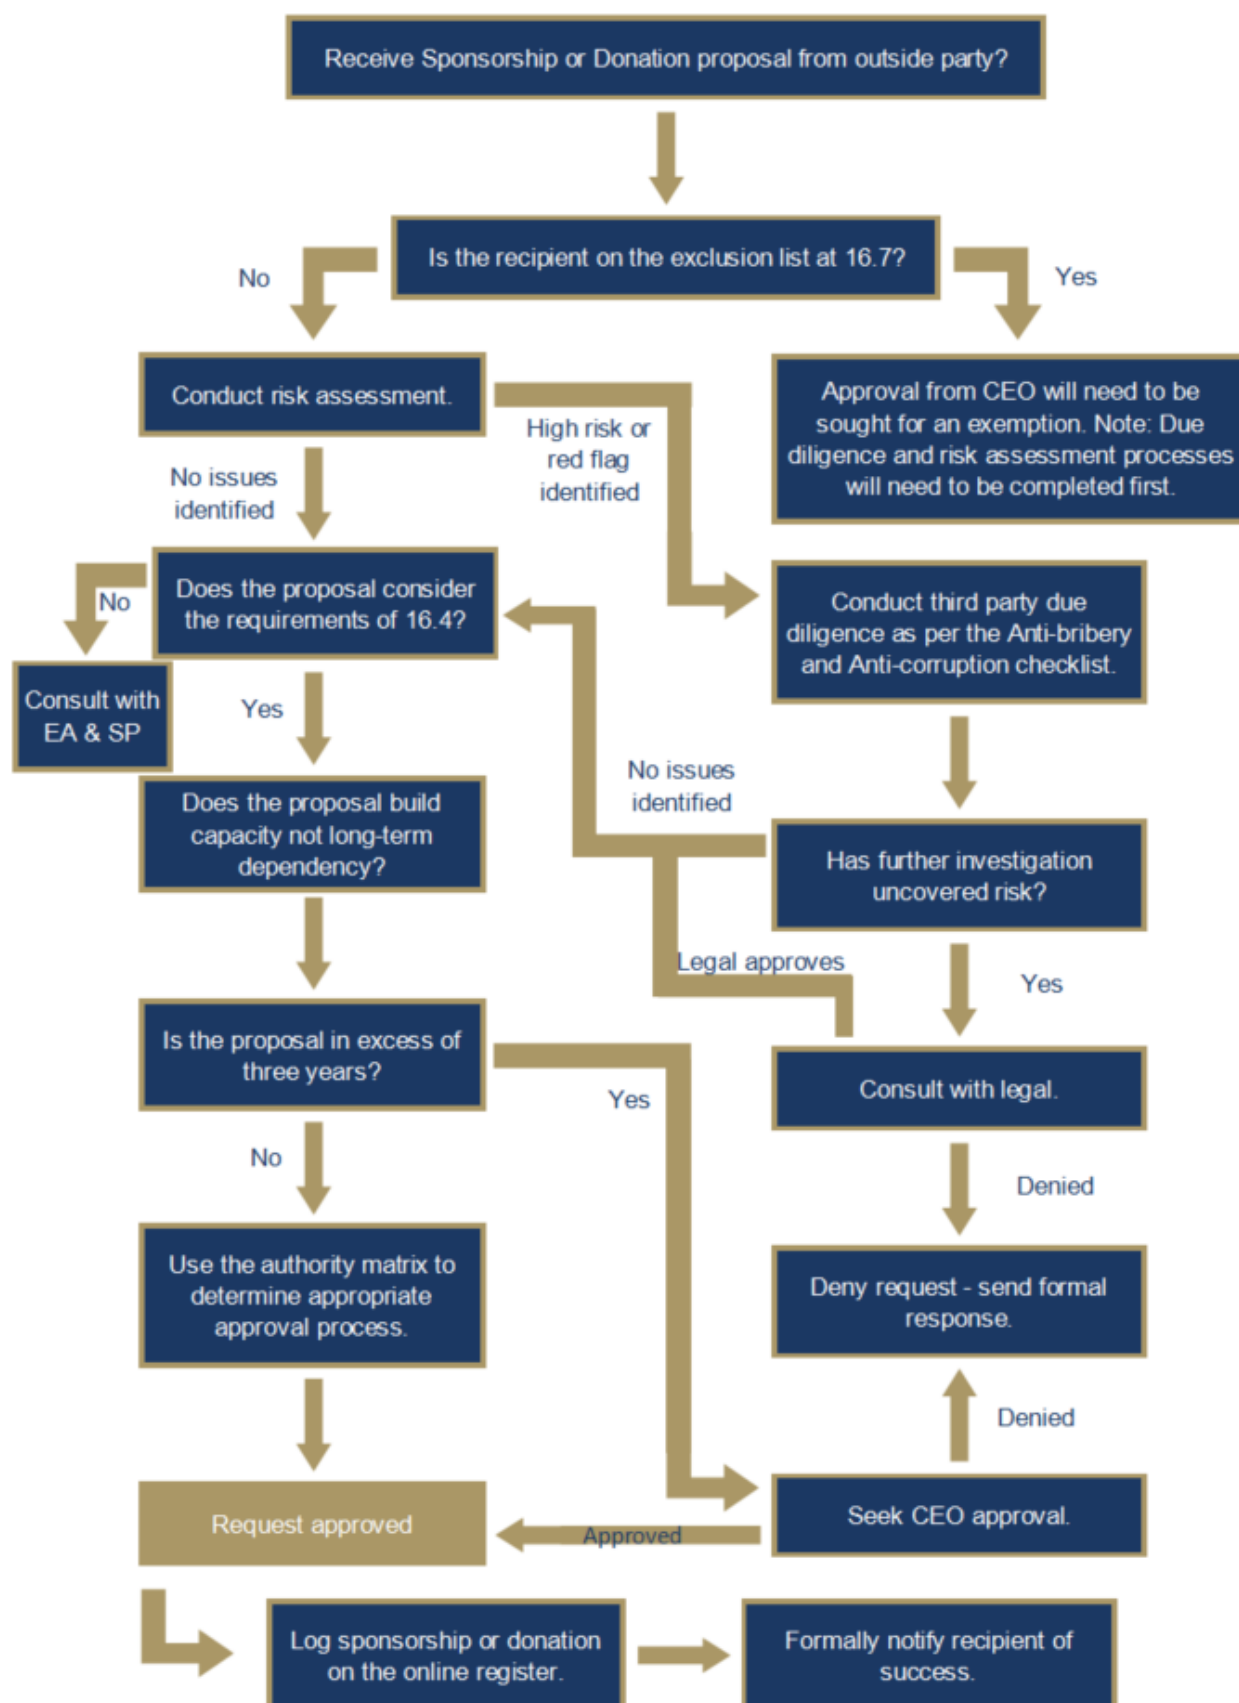 Receive Sponsorship or Donation proposal from outside party?
Is the recipient on the exclusion list at 16.7?
No
Yes
Conduct risk assessment.
High risk or
red flag
identified
Approval from CEO will need to be
sought for an exemption. Note: Due
diligence and risk assessment processes
will need to be completed first.
No issues
identified
Does the proposal consider
the requirements of 16.4?
No
Consult with
EA & SP
Conduct third party due
diligence as per the Anti-bribery
and Anti-corruption checklist.
Yes
No issues
identified
Does the proposal build
capacity not long-term
dependency?
Has further investigation
uncovered risk?
Legal approves
Yes
Is the proposal in excess of
three years?
Yes
Consult with legal.
No
Denied
Use the authority matrix to
determine appropriate
approval process.
Deny request - send formal
response.
Denied
Request approved
Approved
Seek CEO approval.
Log sponsorship or donation
on the online register.
Formally notify recipient of
success.